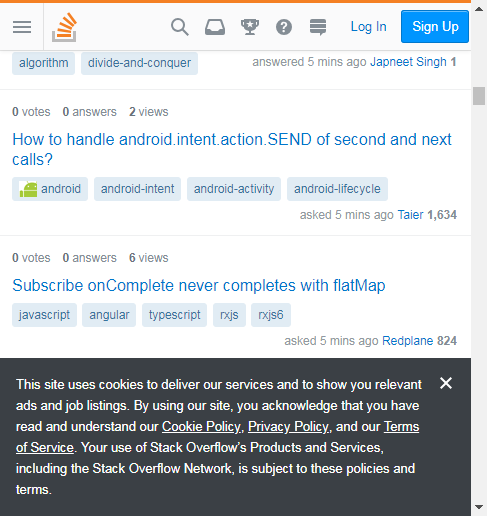 Log In Sign Up
algorithm divide-and-conquer answered 5 mins ago Japneet Singh 1
0 votes 0 answers 2 views
How to handle android.intent.action.SEND of second and next
calls?
android android-intent android-activity android-lifecycle
asked 5 mins ago Taier 1,634
0 votes 0 answers 6 views
Subscribe onComplete never completes with flatMap
javascript angular typescript rxjs rxjs6
asked 5 mins ago Redplane 824
This site uses cookies to deliver our services and to show you relevant
ads and job listings. By using our site, you acknowledge that you have
read and understand our Cookie Policy, Privacy Policy, and our Terms
of Service. Your use of Stack Overflow's Products and Services,
including the Stack Overflow Network, is subject to these policies and
terms.